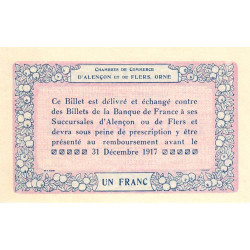 CHAMBRES DE COMMERCE
D'ALENÇON ET DE FLERS, ORNE
Ce Billet est délivré et échangé contre
des Billets de la Banque de France à ses
Succursales d'Alençon ou de Flers et
devra sous peine de prescription y être
présenté au remboursement avant le
31 Décembre 1917
UN FRANC